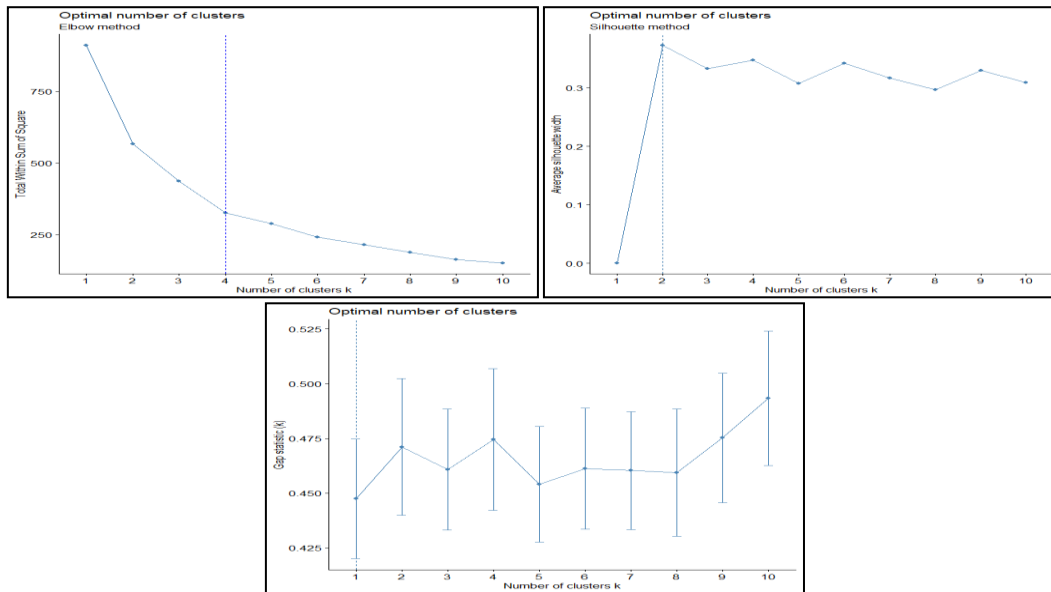 Optimal number of clusters
Elbow method
Total Within Sum of Square
750
500
250
1 2 3 4 5 6 7 8 9 10
Number of clusters k
Optimal number of clusters
Silhouette method
Average silhouette width
0.3
0.2
0.1
0.0
1 2 3 4 5 6 7 8 9 10
Number of clusters k
Optimal number of clusters
Gap statistic (k)
0.525
0.500
0.475
0.450
0.425
1 2 3 4 5 6 7 8 9 10
Number of clusters k